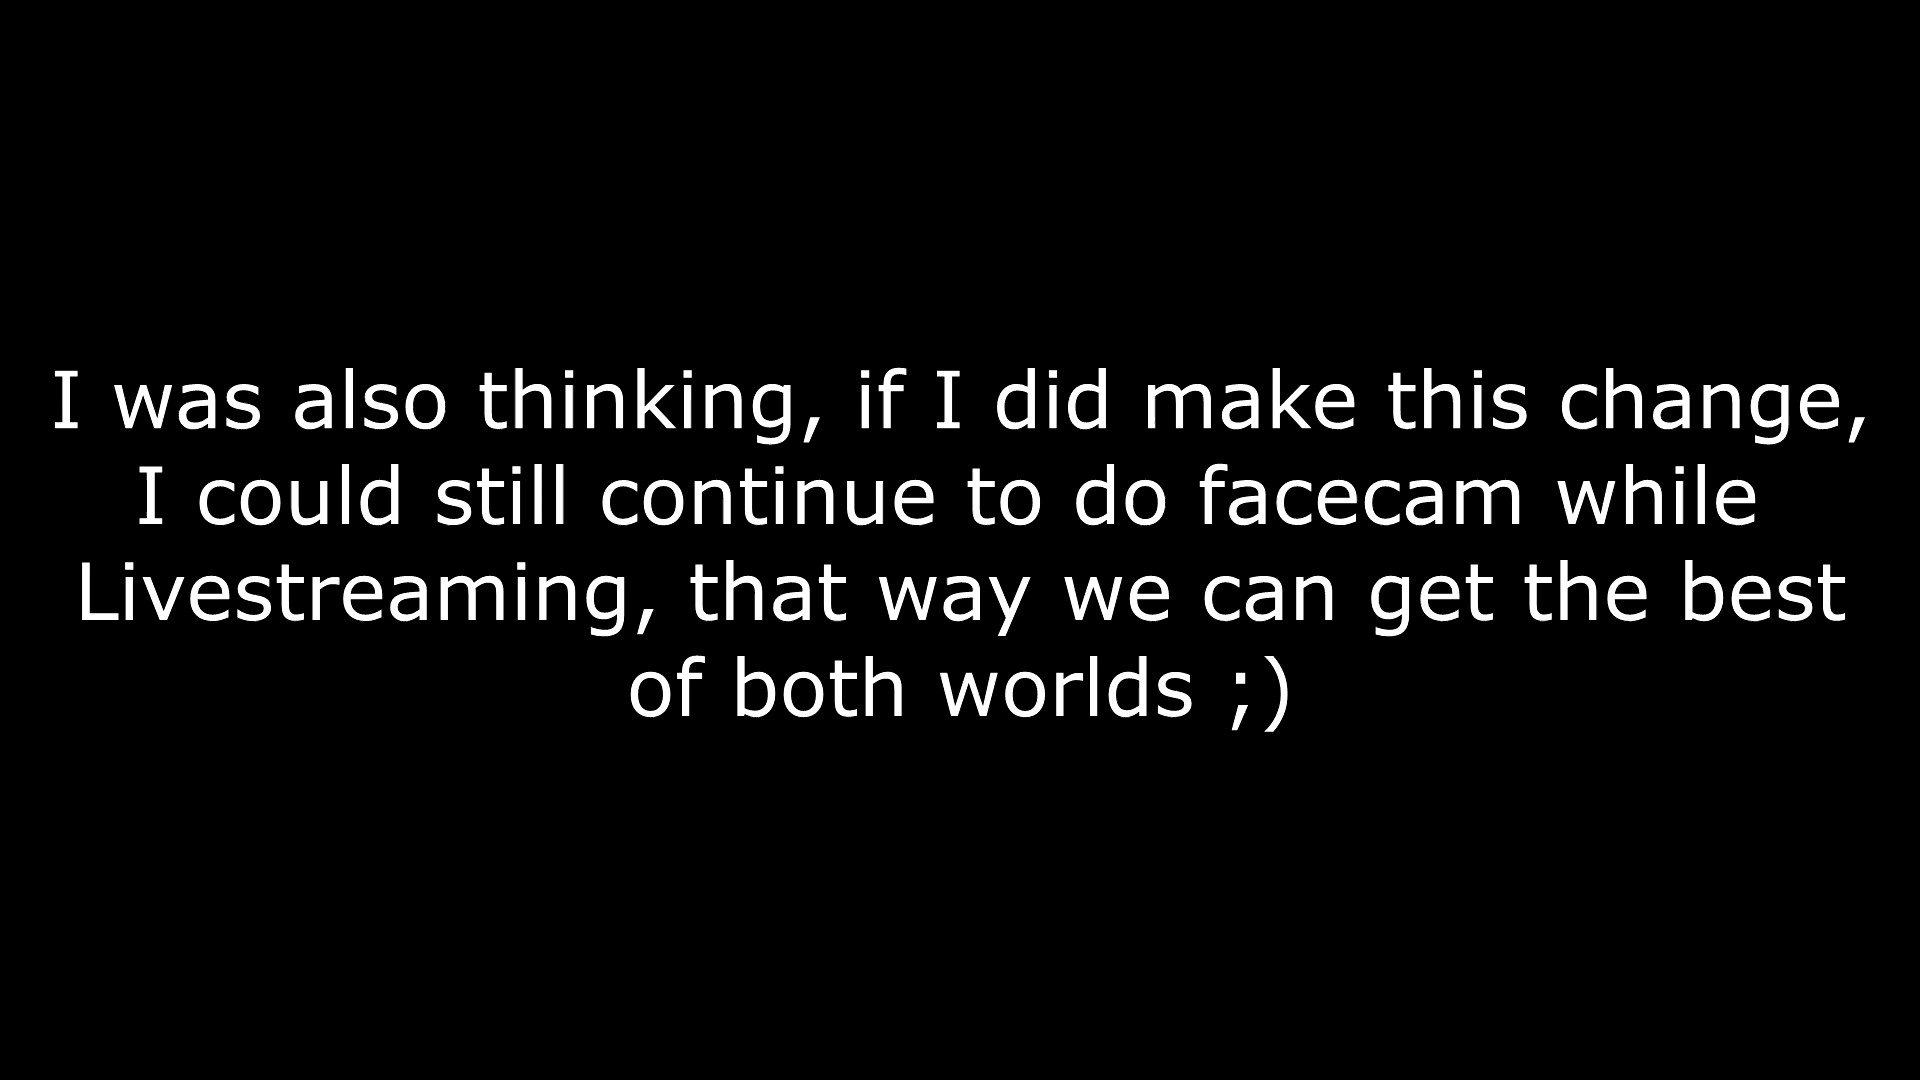 I was also thinking, if I did make this change,
I could still continue to do facecam while
Livestreaming, that way we can get the best
of both worlds ;)